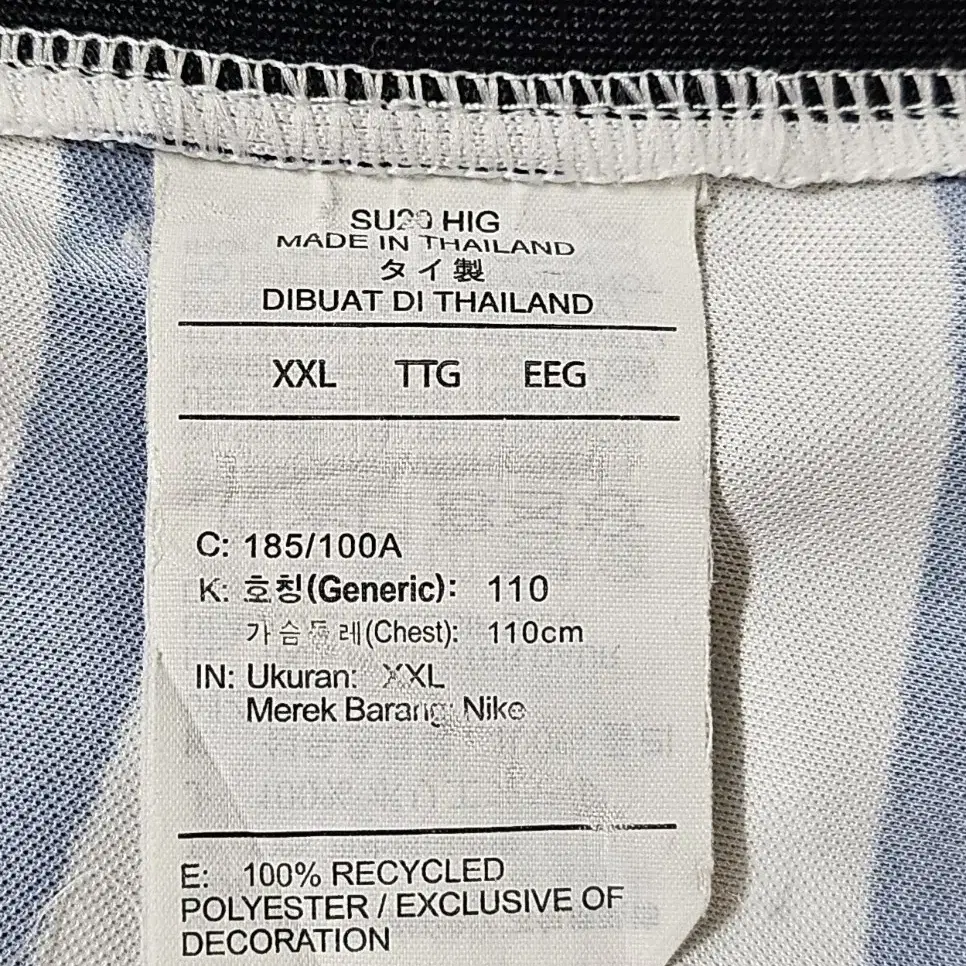 SU20 HIG
MADE IN THAILAND
タイ製
DIBUAT DI THAILAND
XXL TTG EEG
C: 185/100A
K: 호칭(Generic): 110
가슴둘레(Chest): 110cm
IN: Ukuran: XXL
Merek Barang: Nike
E: 100% RECYCLED
POLYESTER / EXCLUSIVE OF
DECORATION